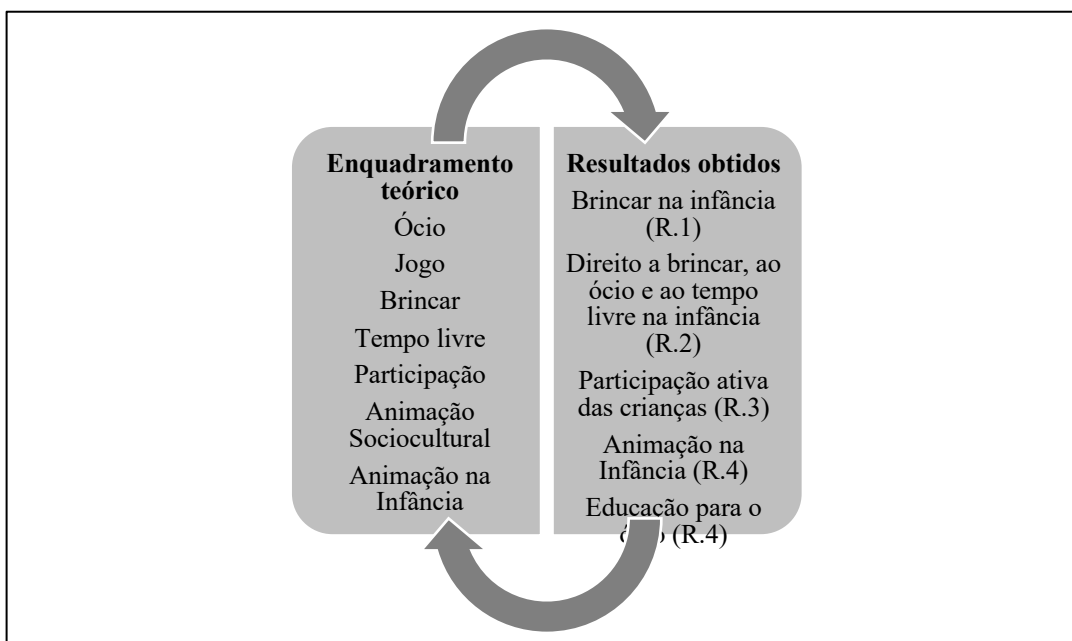 Enquadramento
teórico
Ócio
Jogo
Brincar
Tempo livre
Participação
Animação
Sociocultural
Animação na
Infância
Resultados obtidos
Brincar na infância
(R.1)
Direito a brincar, ao
ócio e ao tempo
livre na infância
(R.2)
Participação ativa
das crianças (R.3)
Animação na
Infância (R.4)
Educação para o
(R.4)